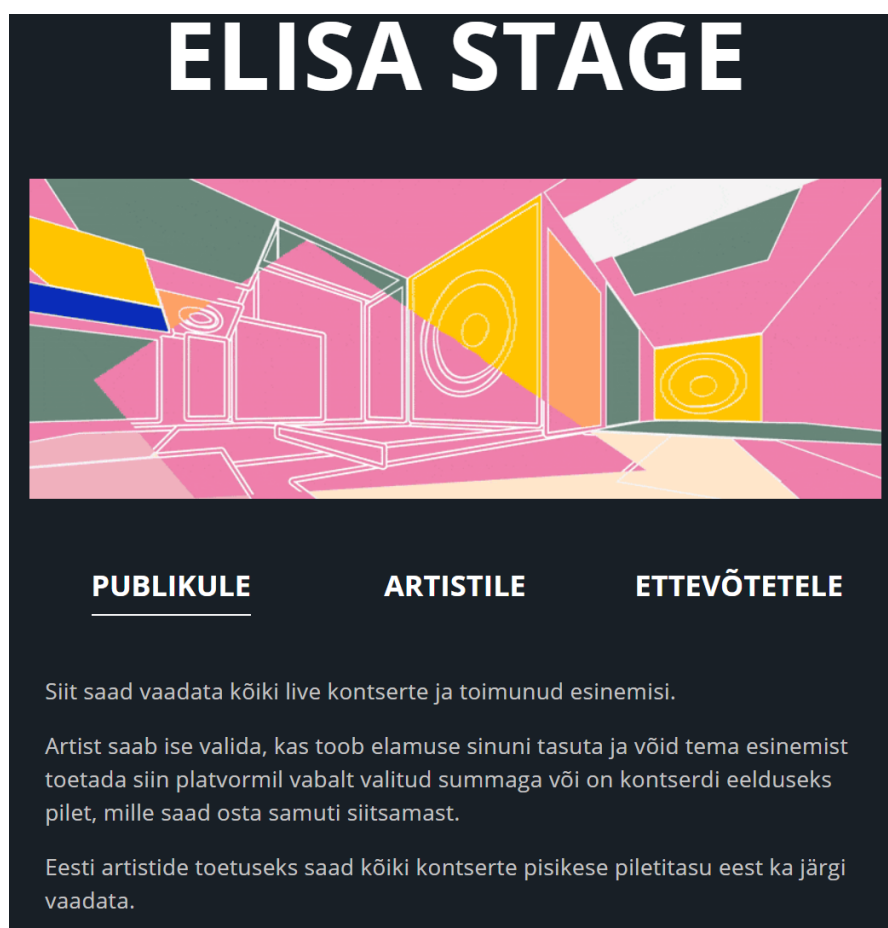 ELISA STAGE
PUBLIKULE
ARTISTILE
ETTEVÕTETELE
Siit saad vaadata kõiki live kontserte ja toimunud esinemisi.
Artist saab ise valida, kas toob elamuse sinuni tasuta ja võid tema esinemist
toetada siin platvormil vabalt valitud summaga või on kontserdi eelduseks
pilet, mille saad osta samuti siitsamast.
Eesti artistide toetuseks saad kõiki kontserte pisikese piletitasu eest ka järgi
vaadata.